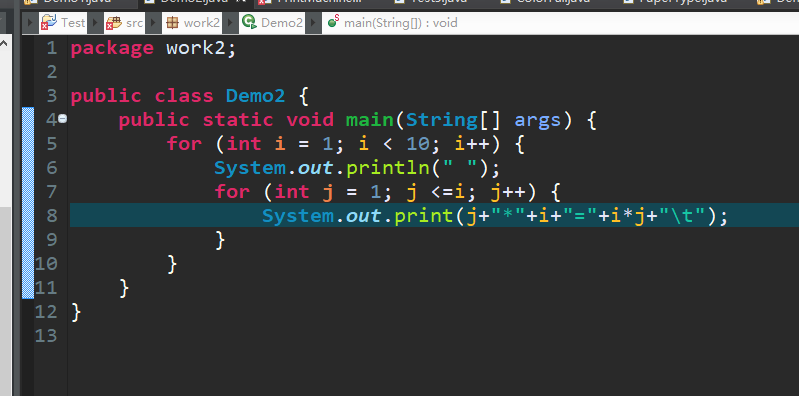 Test src work2 Demo2 main(String[]) : void
1 package work2;
2
3 public class Demo2 {
4 public static void main(String[] args) {
5 for (int i = 1; i < 10; i++) {
6 System.out.println(" ");
7 for (int j = 1; j <=i; j++) {
8 System.out.print(j+"*"+i+"="+i*j+"\t");
9 }
10 }
11 }
12 }
13